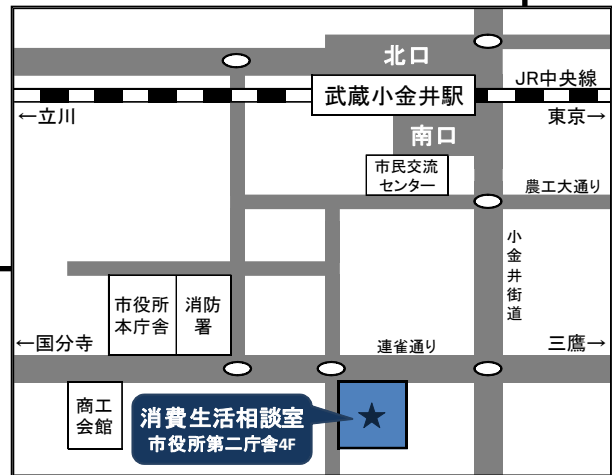 北口
JR中央線
武蔵小金井駅
←立川
東京→
南口
市民交流
センター
農工大通り
小金井街道
市役所
本庁舎
消防
署
←国分寺
連雀通り
三鷹→
商工
会館
消費生活相談室
市役所第二庁舎4F